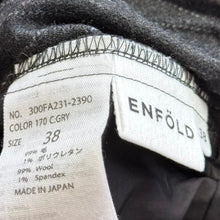 NO. 300FA231-2390
COLOR 170 C.GRY
SIZE 38
99% 毛
1% ポリウレタン
99% Wool
1% Spandex
MADE IN JAPAN
ENFÖLD 38